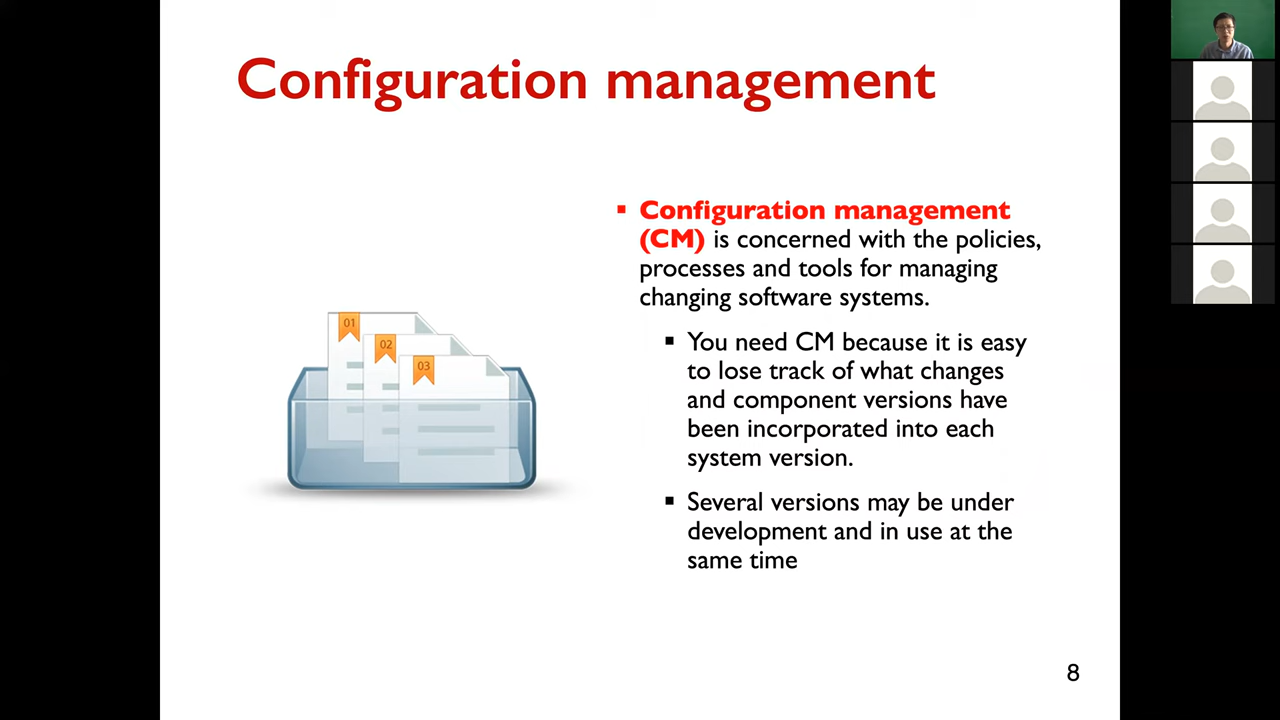 Configuration management
▪ Configuration management
(CM) is concerned with the policies,
processes and tools for managing
changing software systems.
▪ You need CM because it is easy
to lose track of what changes
and component versions have
been incorporated into each
system version.
▪ Several versions may be under
development and in use at the
same time
01
02
03
8